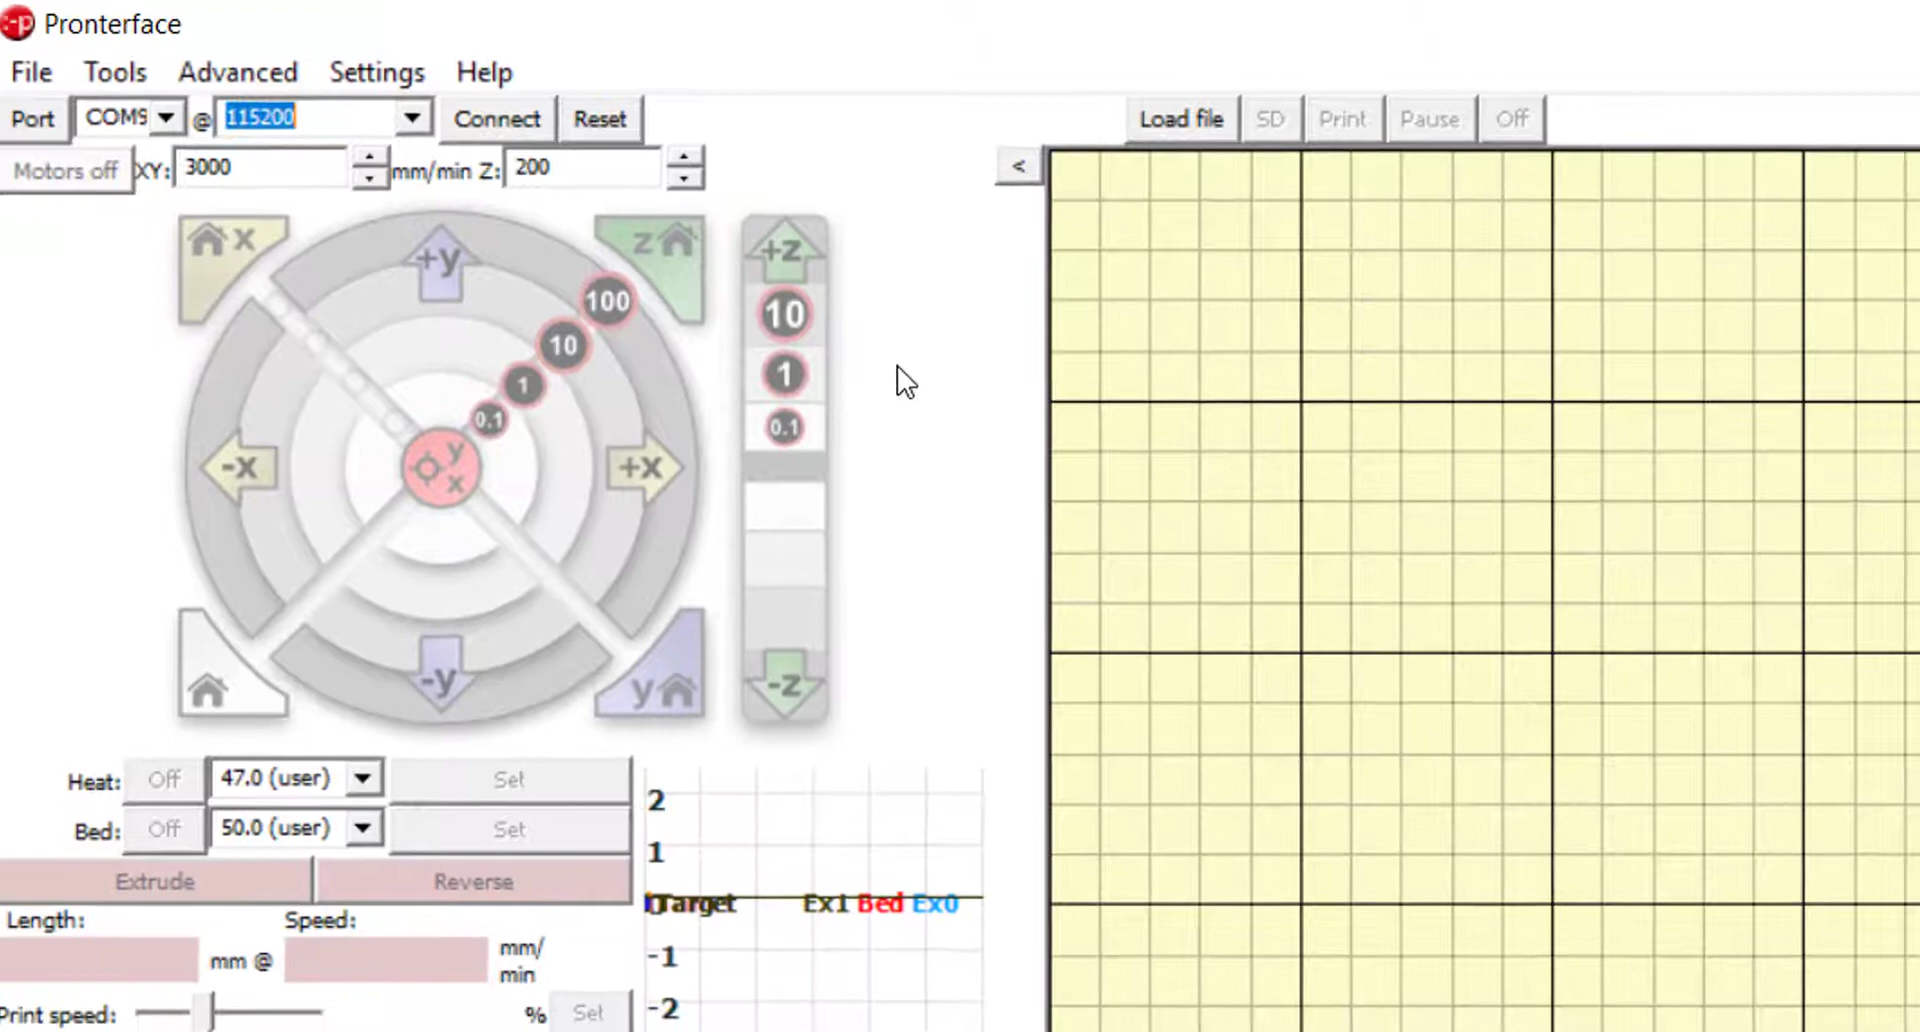 :-p Pronterface
File Tools Advanced Settings Help
Port COM9 @ 115200 Connect Reset Load file SD Print Pause Off
Motors off XY: 3000 mm/min Z: 200 <
x z +z
+y
100
10 10
1 1
0.1 0.1
-x y x +x
-y -z
y
Heat: Off 47.0 (user) Set
Bed: Off 50.0 (user) Set
2
1
Extrude Reverse
0 Target Ex1 Bed Ex0
Length: Speed:
mm @ mm/
min
-1
Print speed: % Set
-2